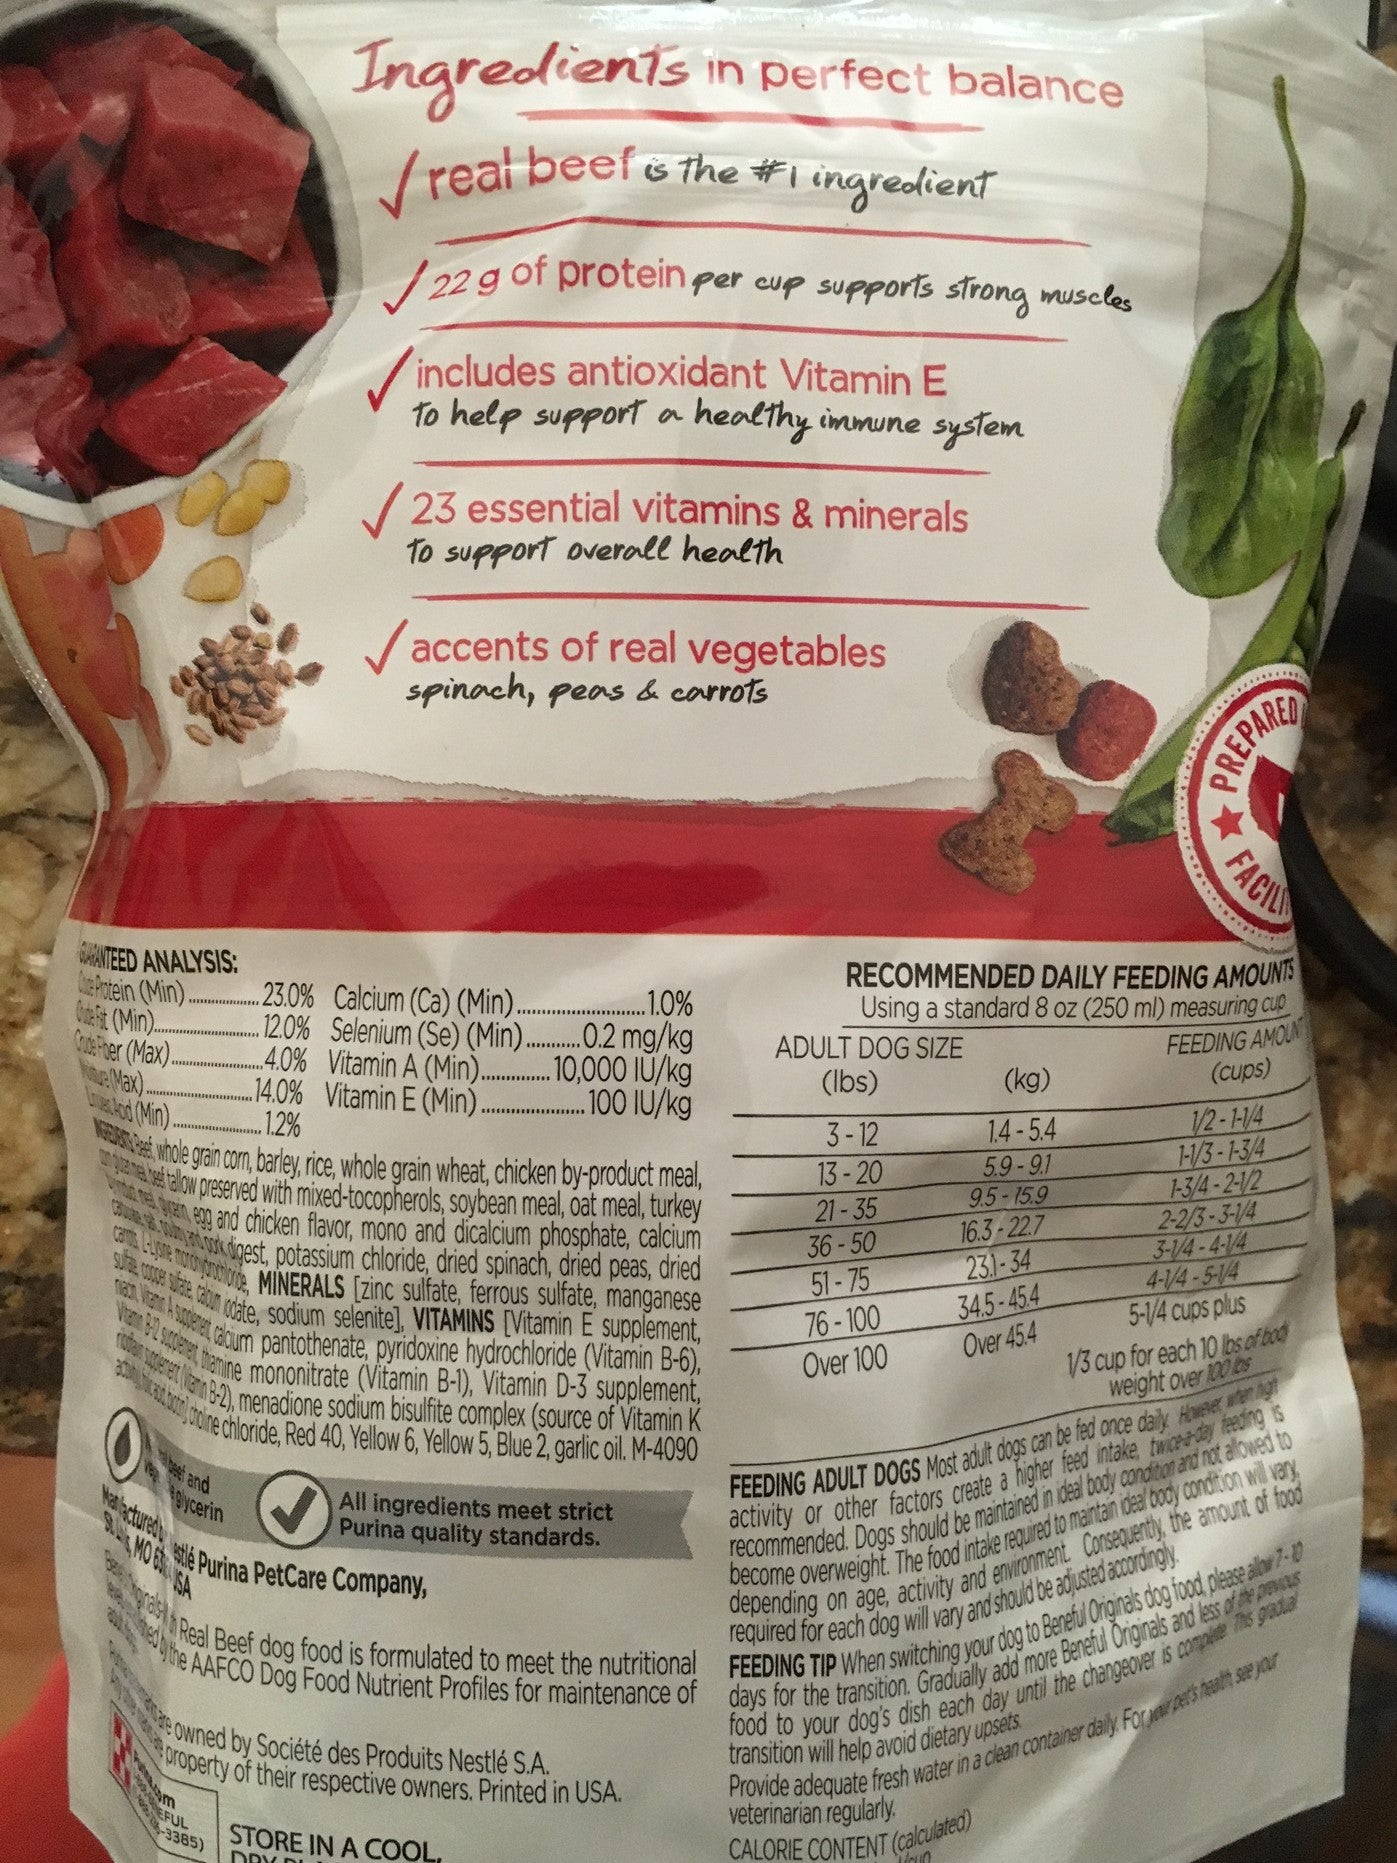 Ingredients in perfect balance
real beef is the #1 ingredient
22 g of protein per cup supports strong muscles
includes antioxidant Vitamin E
to help support a healthy immune system
23 essential vitamins & minerals
to support overall health
accents of real vegetables
spinach, peas & carrots
PREPARED
FACILI
GUARANTEED ANALYSIS:
Crude Protein (Min) 23.0%
Crude Fat (Min) 12.0%
Crude Fiber (Max) 4.0%
Moisture (Max) 14.0%
Linoleic Acid (Min) 1.2%
Calcium (Ca) (Min) 1.0%
Selenium (Se) (Min) 0.2 mg/kg
Vitamin A (Min) 10,000 IU/kg
Vitamin E (Min) 100 IU/kg
INGREDIENTS: Beef, whole grain corn, barley, rice, whole grain wheat, chicken by-product meal,
corn gluten meal, beef tallow preserved with mixed-tocopherols, soybean meal, oat meal, turkey
by-product meal, glycerin, egg and chicken flavor, mono and dicalcium phosphate, calcium
carbonate, salt, poultry and pork digest, potassium chloride, dried spinach, dried peas, dried
carrots, L-Lysine monohydrochloride, MINERALS [zinc sulfate, ferrous sulfate, manganese
sulfate, copper sulfate, calcium iodate, sodium selenite], VITAMINS [Vitamin E supplement,
niacin, Vitamin A supplement, calcium pantothenate, pyridoxine hydrochloride (Vitamin B-6),
Vitamin B-12 supplement, thiamine mononitrate (Vitamin B-1), Vitamin D-3 supplement,
riboflavin supplement (Vitamin B-2), menadione sodium bisulfite complex (source of Vitamin K
activity), folic acid, biotin], choline chloride, Red 40, Yellow 6, Yellow 5, Blue 2, garlic oil. M-4090
beef and
glycerin
All ingredients meet strict
Purina quality standards.
Manufactured by Nestlé Purina PetCare Company,
St. Louis, MO USA
Real Beef dog food is formulated to meet the nutritional
by the AAFCO Dog Food Nutrient Profiles for maintenance of
are owned by Société des Produits Nestlé S.A.
property of their respective owners. Printed in USA.
-3385)
STORE IN A COOL,
RECOMMENDED DAILY FEEDING AMOUNTS
Using a standard 8 oz (250 ml) measuring cup
ADULT DOG SIZE FEEDING AMOUNT
(lbs) (kg) (cups)
3 - 12 1.4 - 5.4 1/2 - 1-1/4
13 - 20 5.9 - 9.1 1-1/3 - 1-3/4
21 - 35 9.5 - 15.9 1-3/4 - 2-1/2
36 - 50 16.3 - 22.7 2-2/3 - 3-1/4
51 - 75 23.1 - 34 3-1/4 - 4-1/4
76 - 100 34.5 - 45.4 4-1/4 - 5-1/4
Over 100 Over 45.4 5-1/4 cups plus
1/3 cup for each 10 lbs of body
weight over 100 lbs
FEEDING ADULT DOGS Most adult dogs can be fed once daily. However, when high
activity or other factors create a higher feed intake, twice-a-day feeding is
recommended. Dogs should be maintained in ideal body condition and not allowed to
become overweight. The food intake required to maintain ideal body condition will vary,
depending on age, activity and environment. Consequently, the amount of food
required for each dog will vary and should be adjusted accordingly.
FEEDING TIP When switching your dog to Beneful Originals dog food, please allow 7 - 10
days for the transition. Gradually add more Beneful Originals and less of the previous
food to your dog's dish each day until the changeover is complete. This gradual
transition will help avoid dietary upsets.
Provide adequate fresh water in a clean container daily. For your pet's health, see your
veterinarian regularly.
CALORIE CONTENT (calculated)